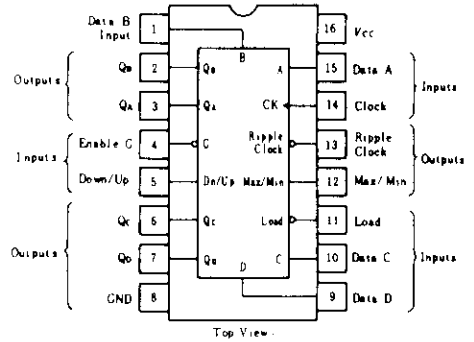 Data B
Input
1
16
Vcc
B
Outputs
QB
2
QB
A
15
Data A
Inputs
QA
3
QA
CK
14
Clock
Inputs
Enable G
4
G
Ripple
Clock
13
Ripple
Clock
Outputs
Down/Up
5
Dn/Up
Max/Min
12
Max/Min
Outputs
QC
6
QC
Load
11
Load
Inputs
QD
7
C
10
Data C
GND
8
D
9
Data D
Top View